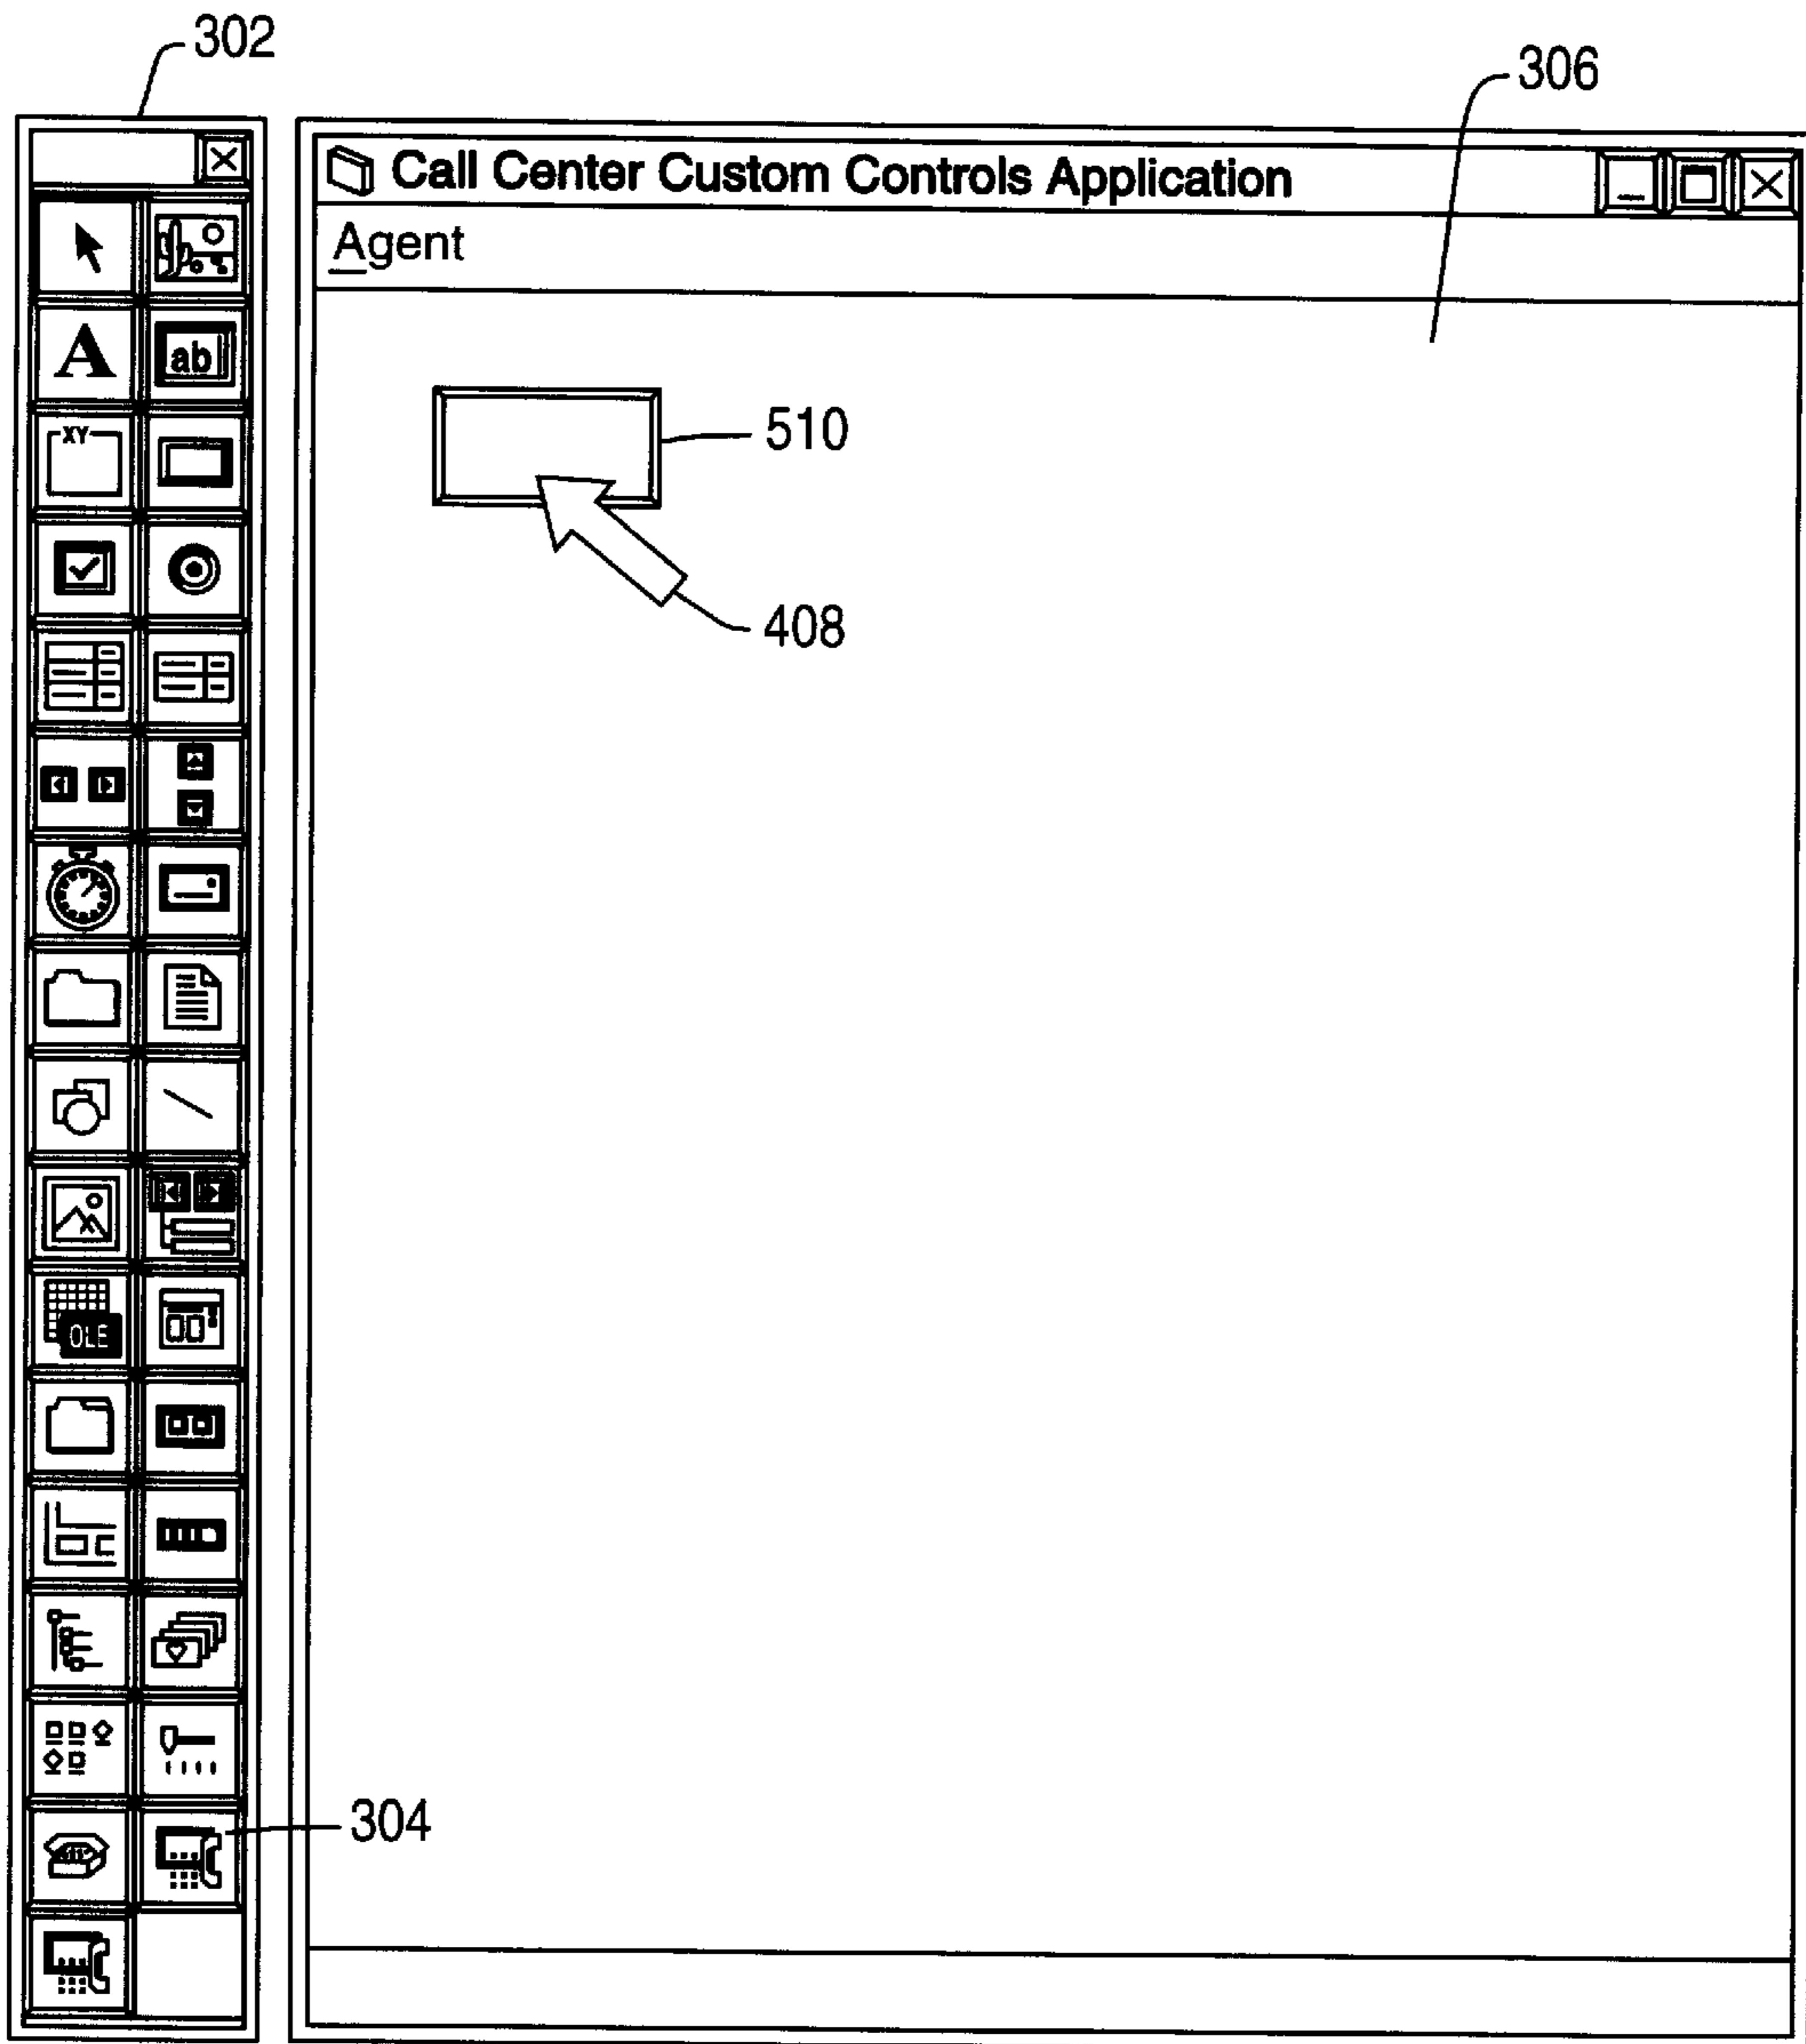 302
306
Call Center Custom Controls Application
Agent
A
ab
XY
510
408
OLE
304